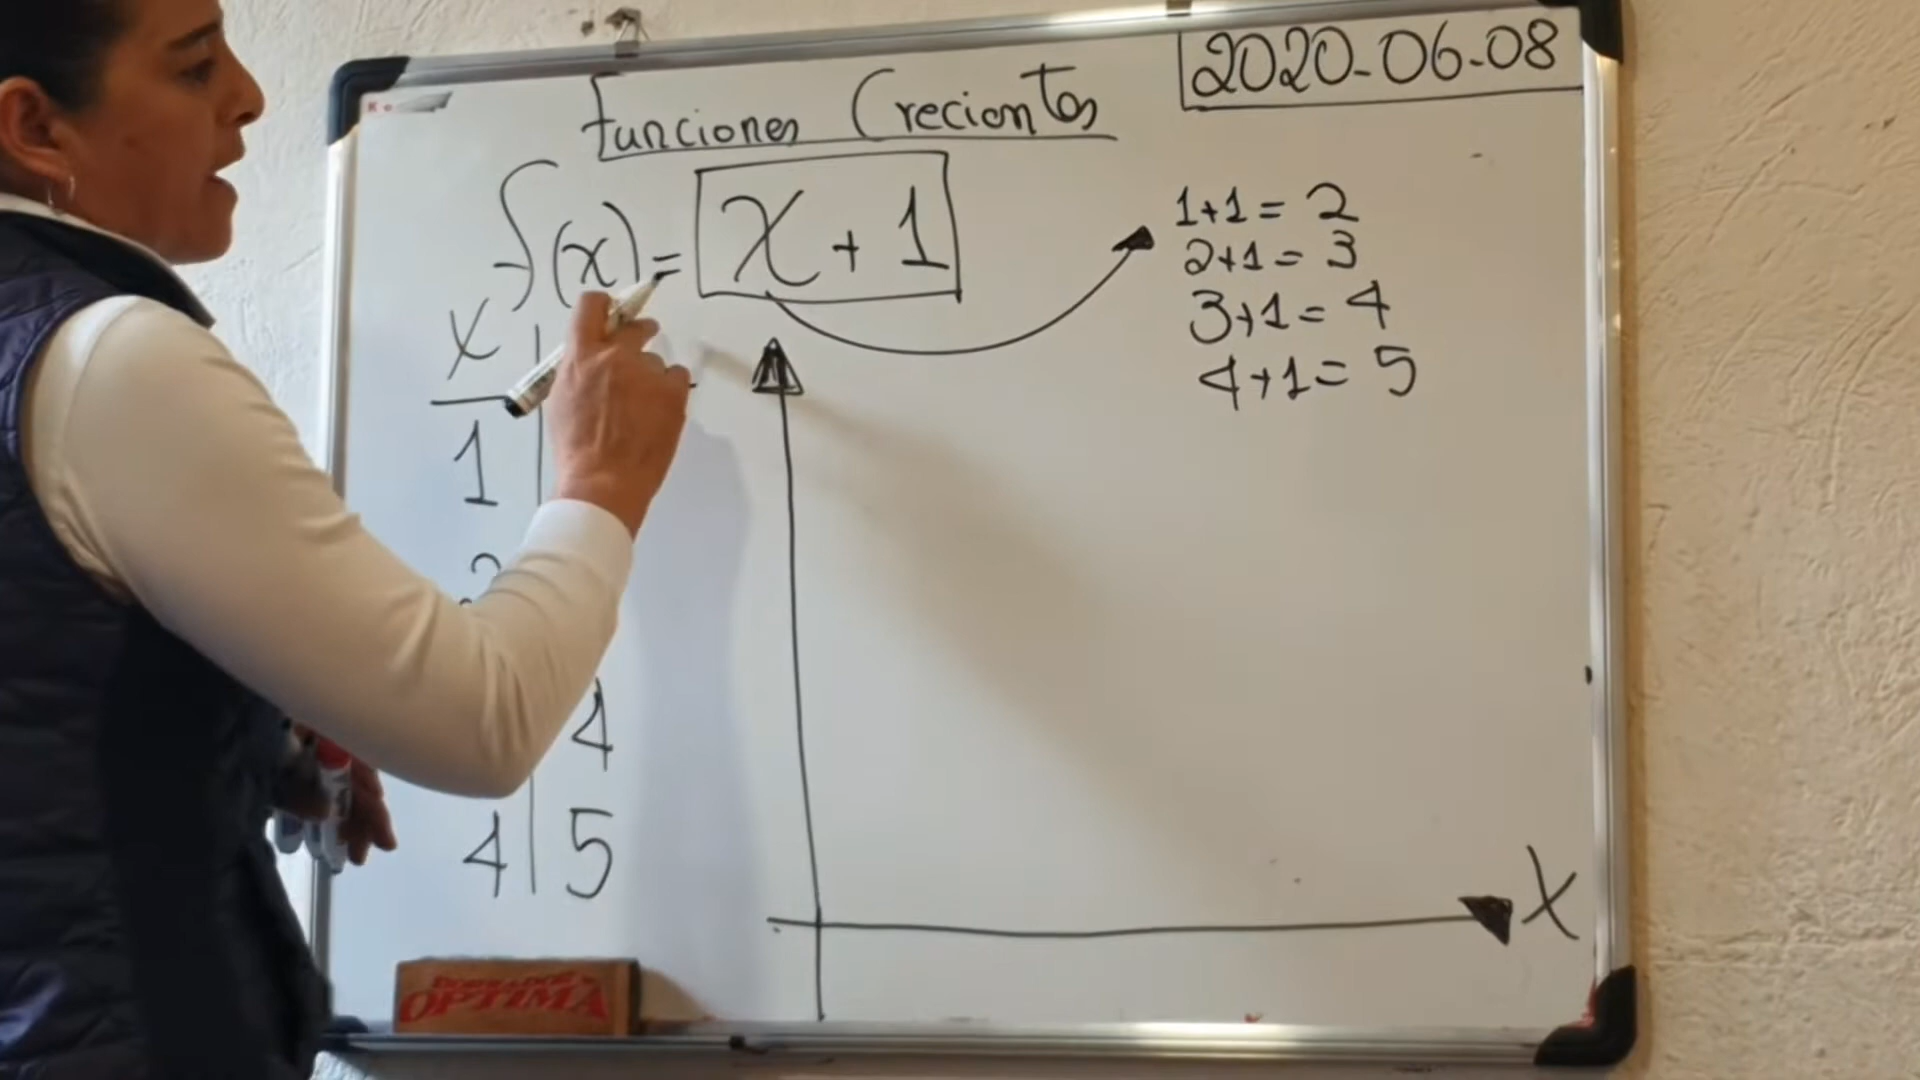 2020-06-08
Funciones Crecientes
f(x) = x + 1
1+1 = 2
2+1 = 3
3+1 = 4
4+1 = 5
x
1
4
4 5
X
OPTIMA